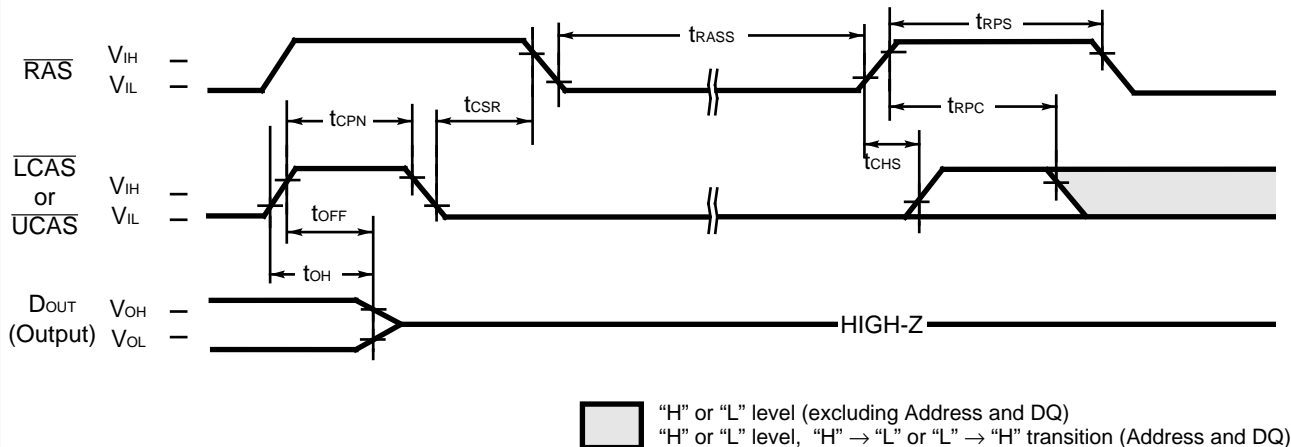 tRASS
tRPS
RAS
VIH
VIL
tCPN
tCSR
tRPC
tCHS
LCAS
or
UCAS
VIH
VIL
tOFF
tOH
DOUT
(Output)
VOH
VOL
HIGH-Z
“H” or “L” level (excluding Address and DQ)
“H” or “L” level, “H” → “L” or “L” → “H” transition (Address and DQ)